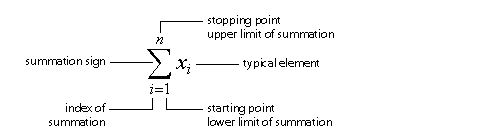 stopping point
upper limit of summation
n
summation sign ∑ xᵢ typical element
i=1
index of summation
starting point
lower limit of summation